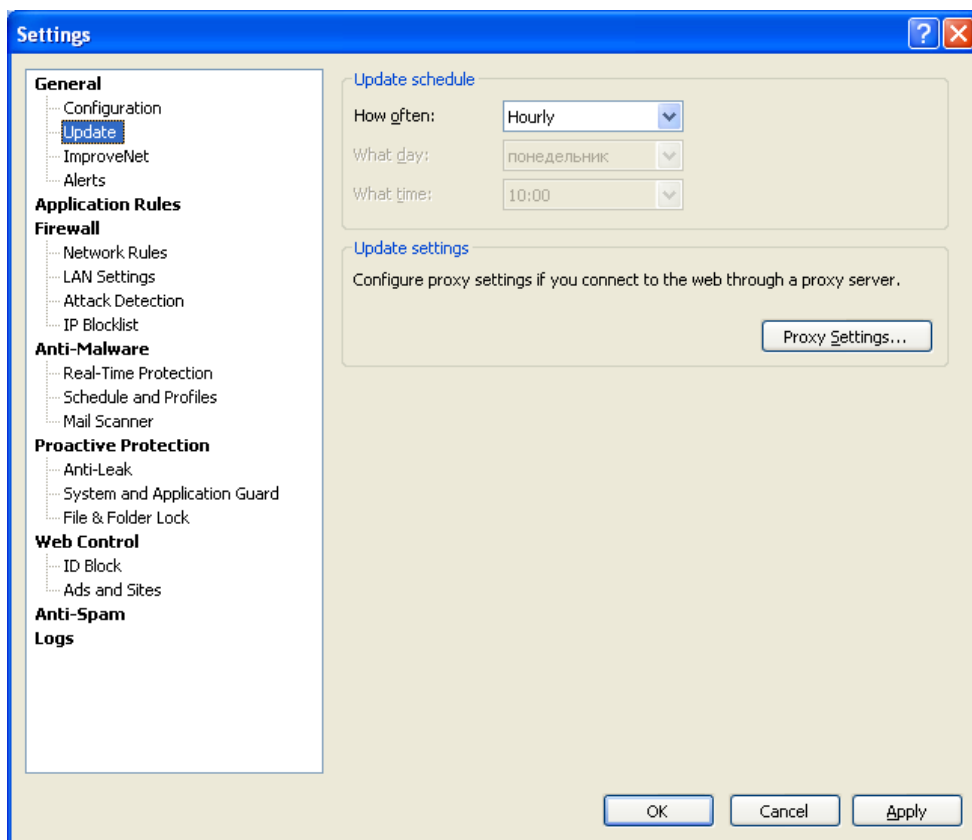 Settings
General
Configuration
Update
ImproveNet
Alerts
Application Rules
Firewall
Network Rules
LAN Settings
Attack Detection
IP Blocklist
Anti-Malware
Real-Time Protection
Schedule and Profiles
Mail Scanner
Proactive Protection
Anti-Leak
System and Application Guard
File & Folder Lock
Web Control
ID Block
Ads and Sites
Anti-Spam
Logs
Update schedule
How often: Hourly
What day: понедельник
What time: 10:00
Update settings
Configure proxy settings if you connect to the web through a proxy server.
Proxy Settings...
OK Cancel Apply